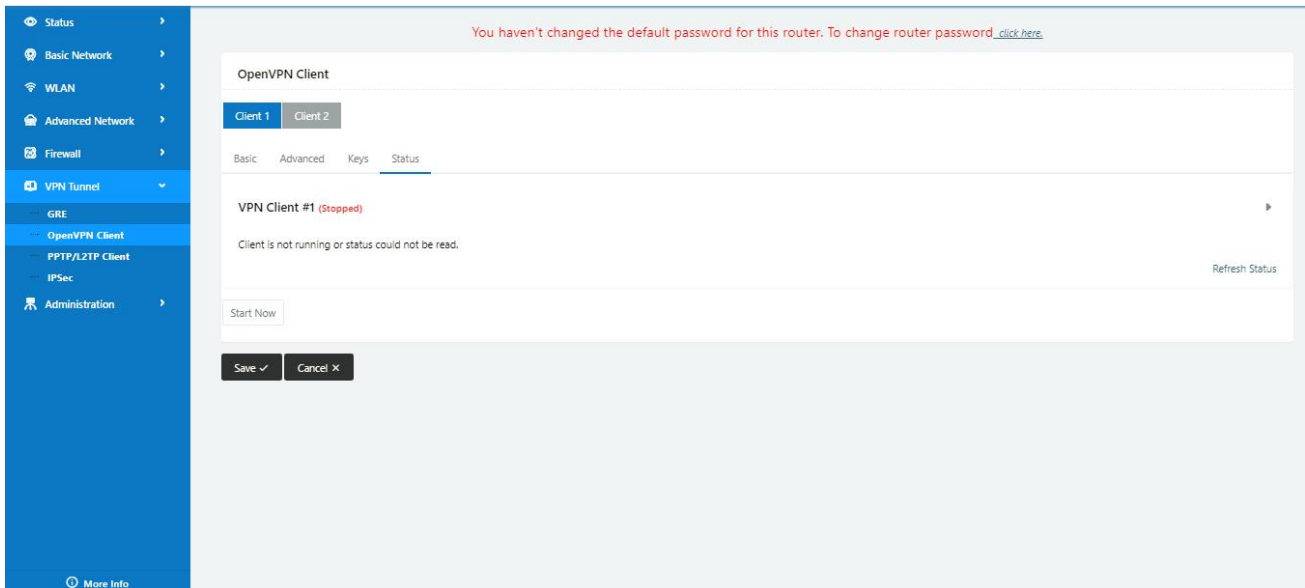 Status
Basic Network
WLAN
Advanced Network
Firewall
VPN Tunnel
GRE
OpenVPN Client
PPTP/L2TP Client
IPSec
Administration
More Info
You haven't changed the default password for this router. To change router password click here.
OpenVPN Client
Client 1 Client 2
Basic Advanced Keys Status
VPN Client #1 (Stopped)
Client is not running or status could not be read.
Refresh Status
Start Now
Save Cancel